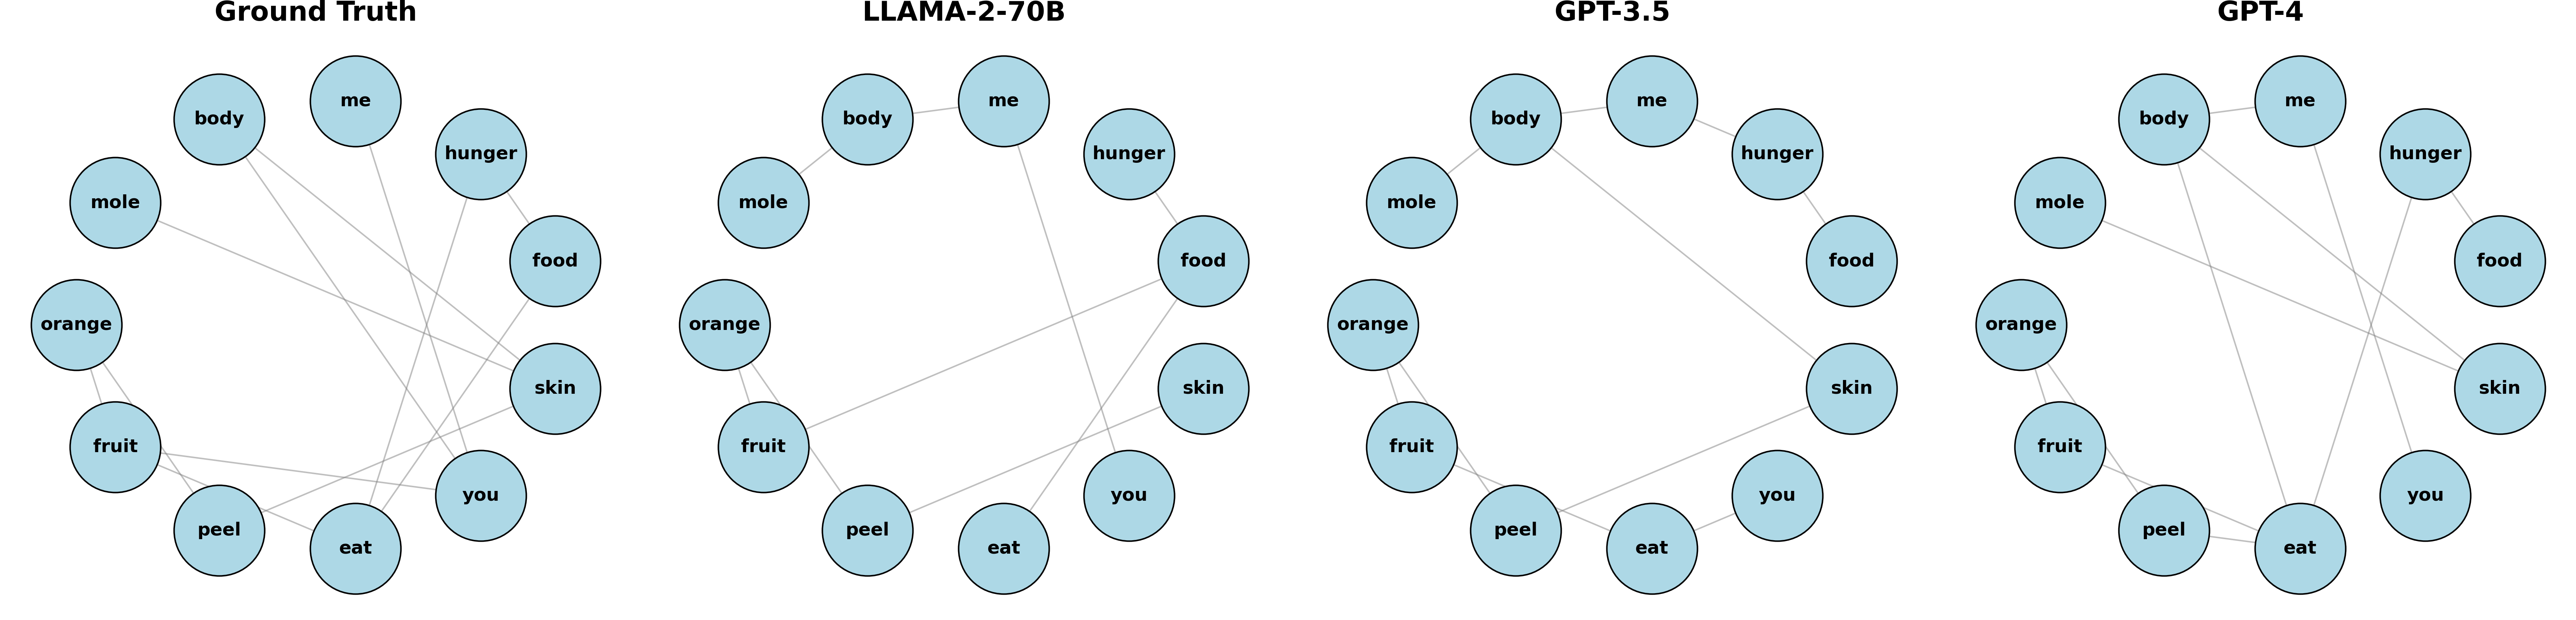 Ground Truth
body
me
hunger
mole
food
orange
skin
fruit
you
peel
eat
LLAMA-2-70B
body
me
hunger
mole
food
orange
skin
fruit
you
peel
eat
GPT-3.5
body
me
hunger
mole
food
orange
skin
fruit
you
peel
eat
GPT-4
body
me
hunger
mole
food
orange
skin
fruit
you
peel
eat